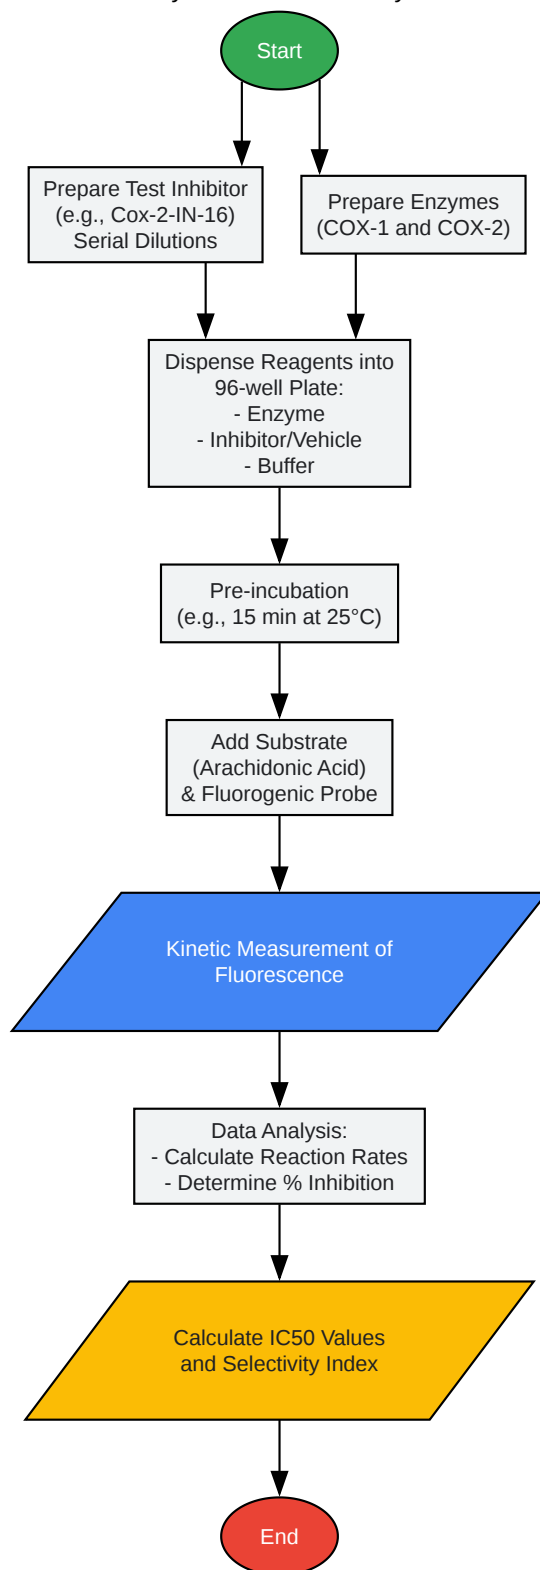 Start
Prepare Test Inhibitor
(e.g., Cox-2-IN-16)
Serial Dilutions
Prepare Enzymes
(COX-1 and COX-2)
Dispense Reagents into
96-well Plate:
- Enzyme
- Inhibitor/Vehicle
- Buffer
Pre-incubation
(e.g., 15 min at 25°C)
Add Substrate
(Arachidonic Acid)
& Fluorogenic Probe
Kinetic Measurement of
Fluorescence
Data Analysis:
- Calculate Reaction Rates
- Determine % Inhibition
Calculate IC50 Values
and Selectivity Index
End